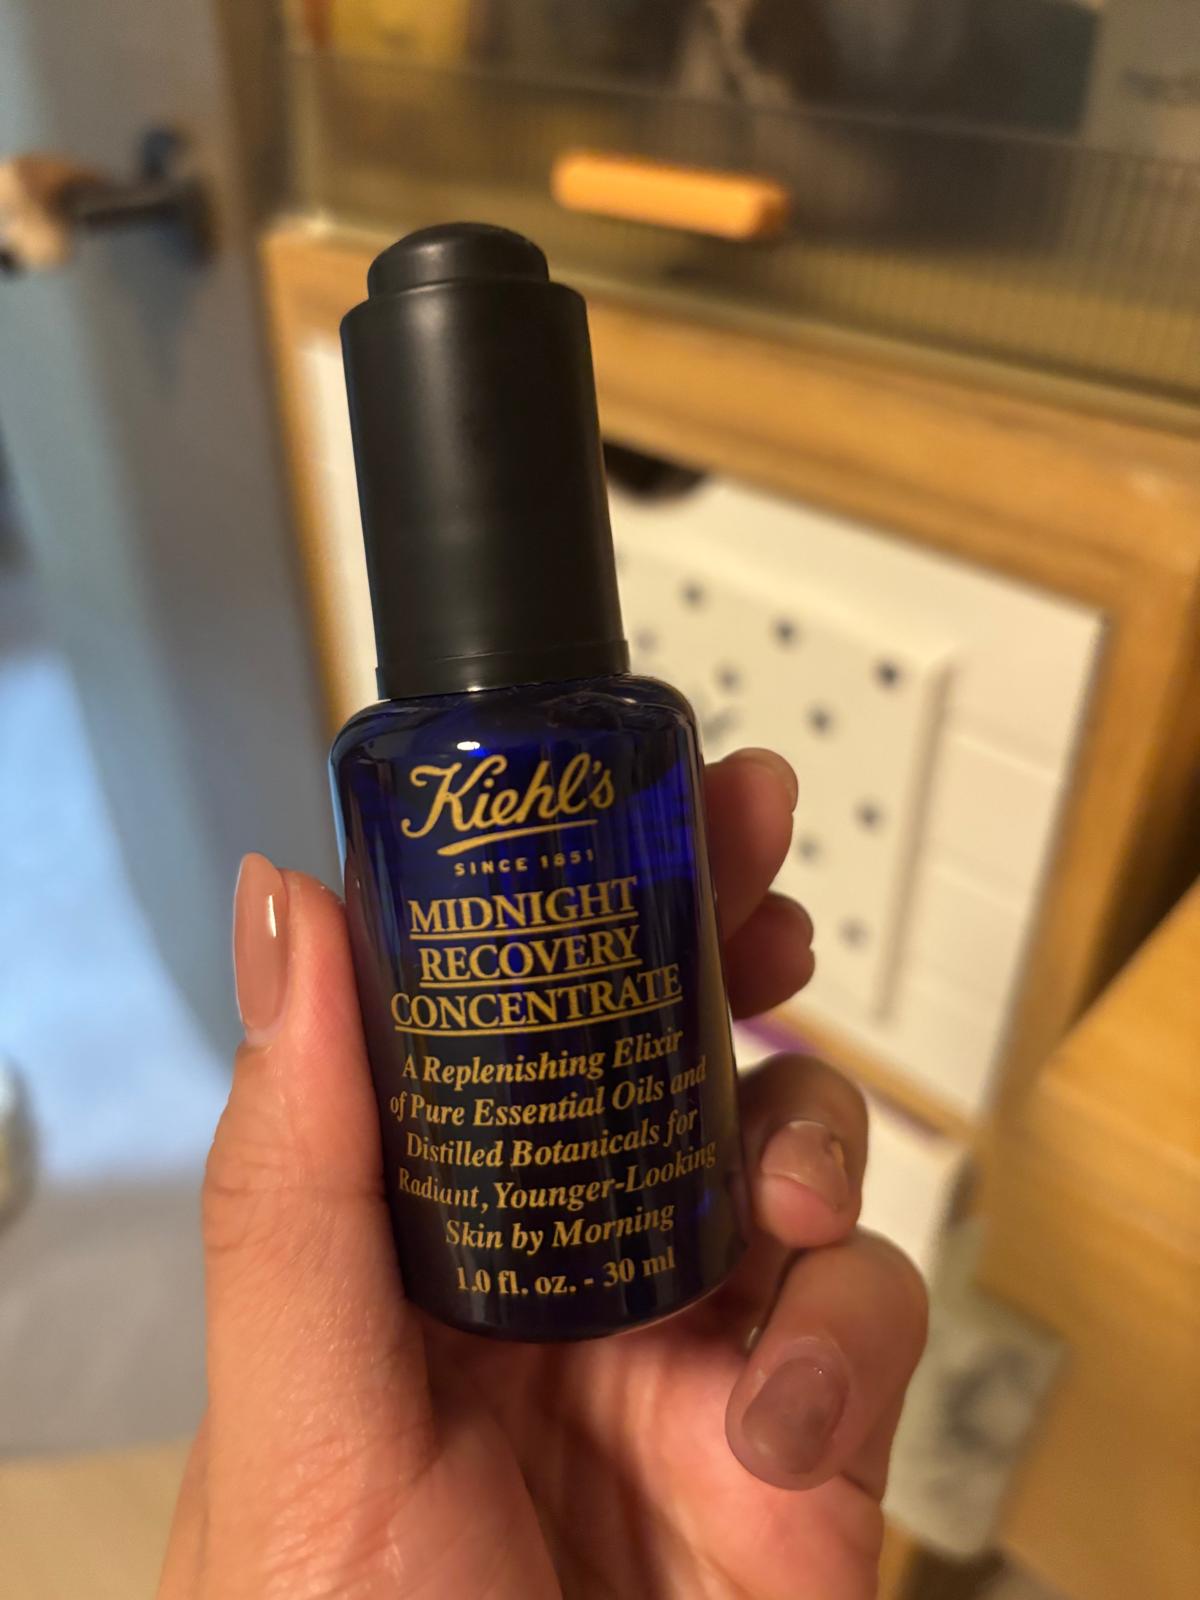 Kiehl's
SINCE 1851
MIDNIGHT
RECOVERY
CONCENTRATE
A Replenishing Elixir
of Pure Essential Oils and
Distilled Botanicals for
Radiant, Younger-Looking
Skin by Morning
1.0 fl. oz. - 30 ml